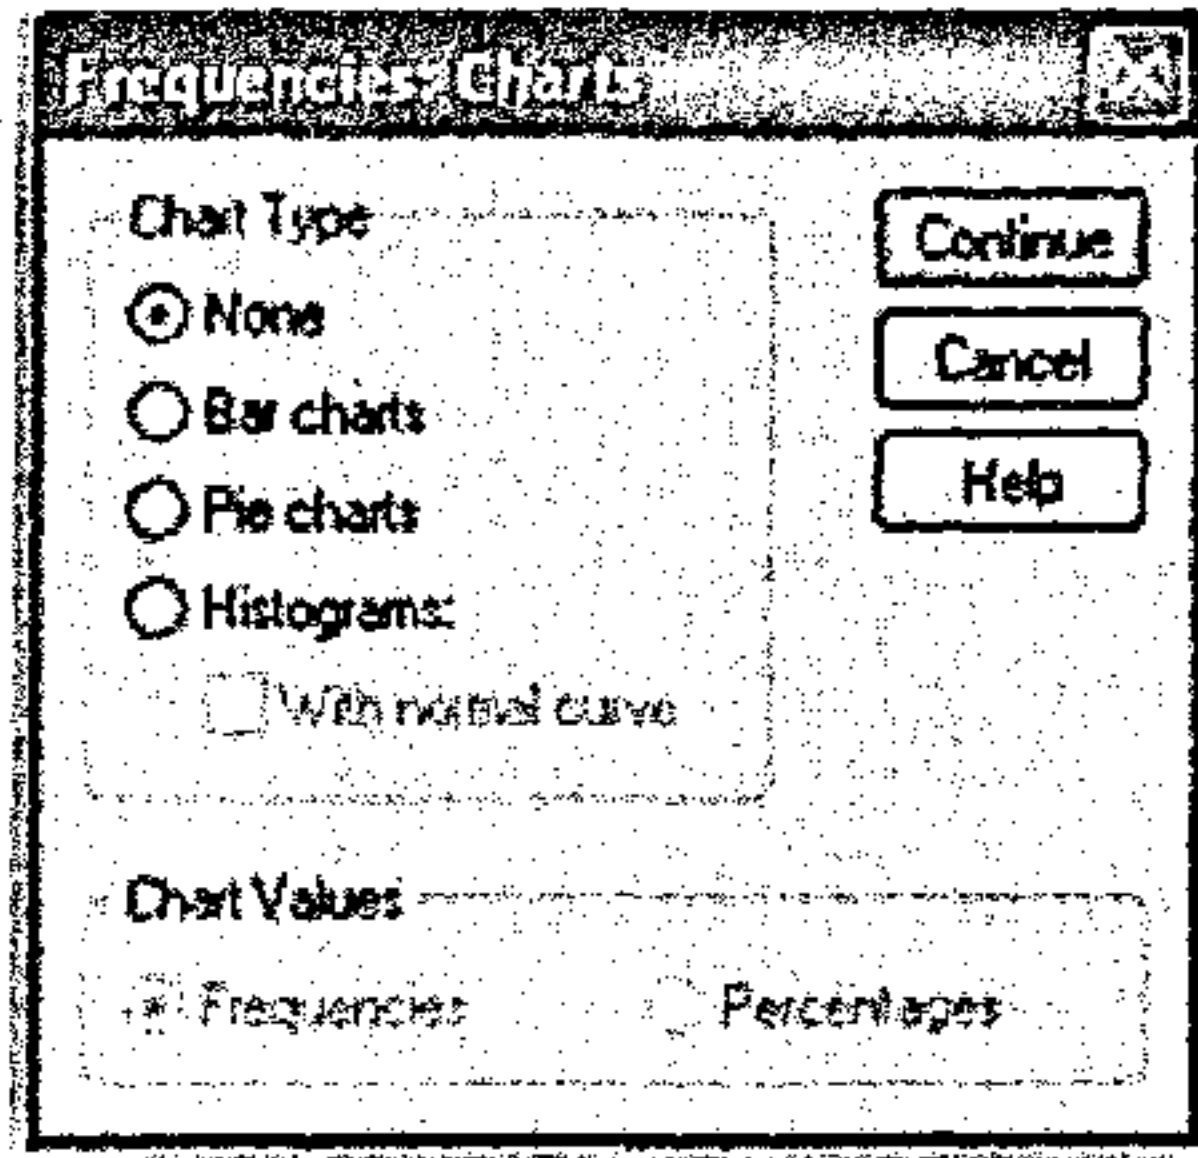 Frequencies: Charts
Chart Type
None
Bar charts
Pie charts
Histograms:
With normal curve
Continue
Cancel
Help
Chart Values
Frequencies
Percentages